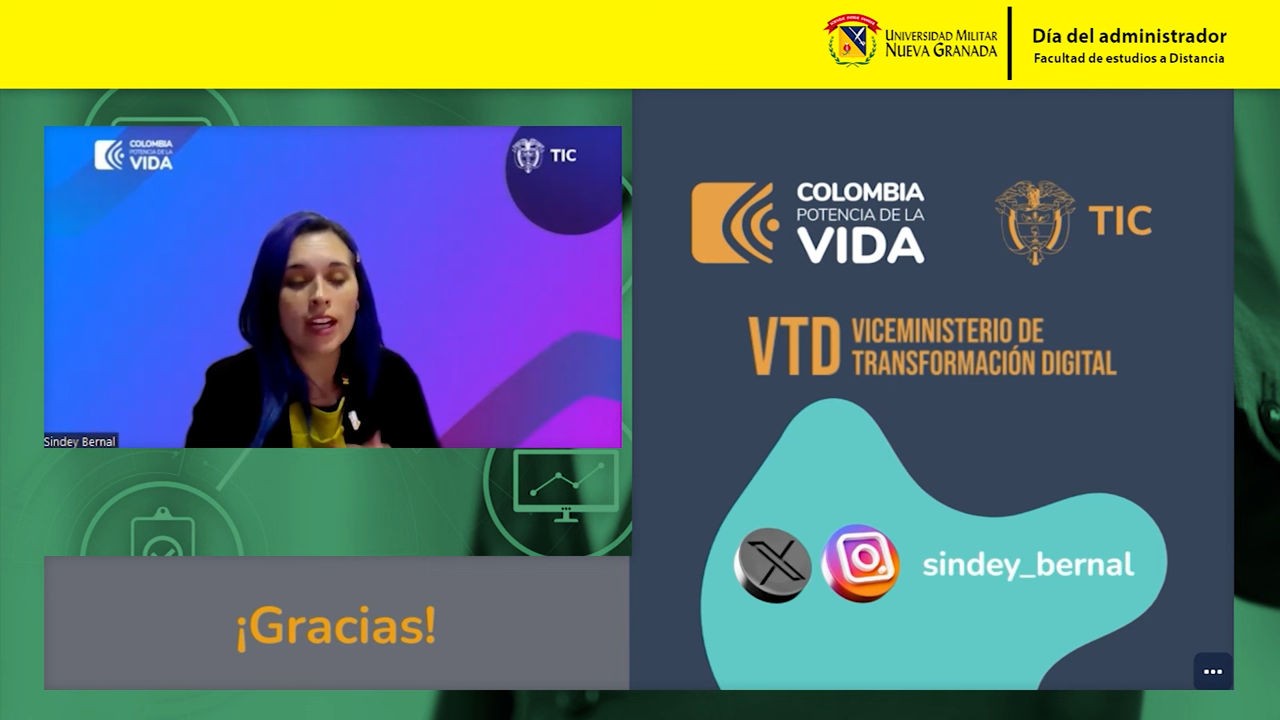 UNIVERSIDAD MILITAR
NUEVA GRANADA
Día del administrador
Facultad de estudios a Distancia
COLOMBIA
POTENCIA DE LA
VIDA
TIC
Sindey Bernal
COLOMBIA
POTENCIA DE LA
VIDA
TIC
VTD
VICEMINISTERIO DE
TRANSFORMACIÓN DIGITAL
sindey_bernal
¡Gracias!